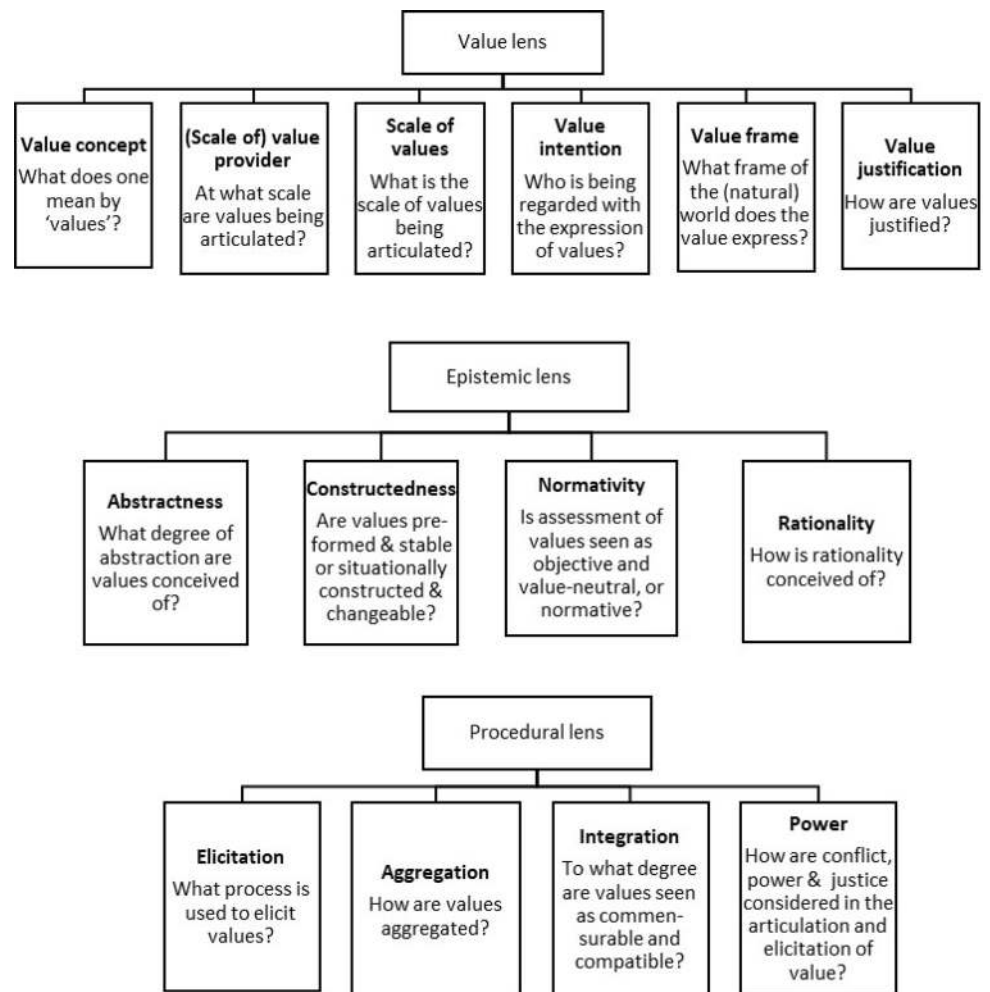 Value lens
Value concept
What does one
mean by
‘values’?
(Scale of) value
provider
At what scale
are values being
articulated?
Scale of
values
What is the
scale of values
being
articulated?
Value
intention
Who is being
regarded with
the expression
of values?
Value frame
What frame of
the (natural)
world does the
value express?
Value
justification
How are values
justified?
Epistemic lens
Abstractness
What degree of
abstraction are
values conceived
of?
Constructedness
Are values pre-
formed & stable
or situationally
constructed &
changeable?
Normativity
Is assessment of
values seen as
objective and
value-neutral, or
normative?
Rationality
How is rationality
conceived of?
Procedural lens
Elicitation
What process is
used to elicit
values?
Aggregation
How are values
aggregated?
Integration
To what degree
are values seen
as commen-
surable and
compatible?
Power
How are conflict,
power & justice
considered in the
articulation and
elicitation of
value?